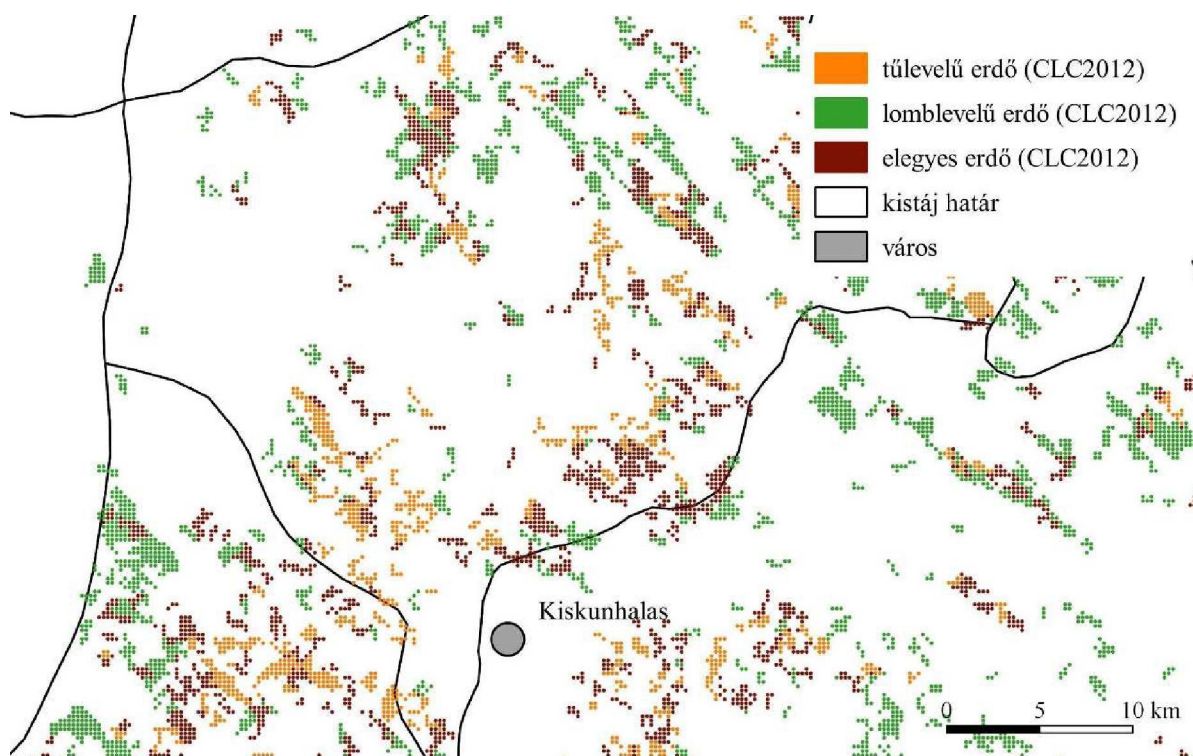 tűlevelű erdő (CLC2012)
lomblevelű erdő (CLC2012)
elegyes erdő (CLC2012)
kistáj határ
város
Kiskunhalas
0 5 10 km